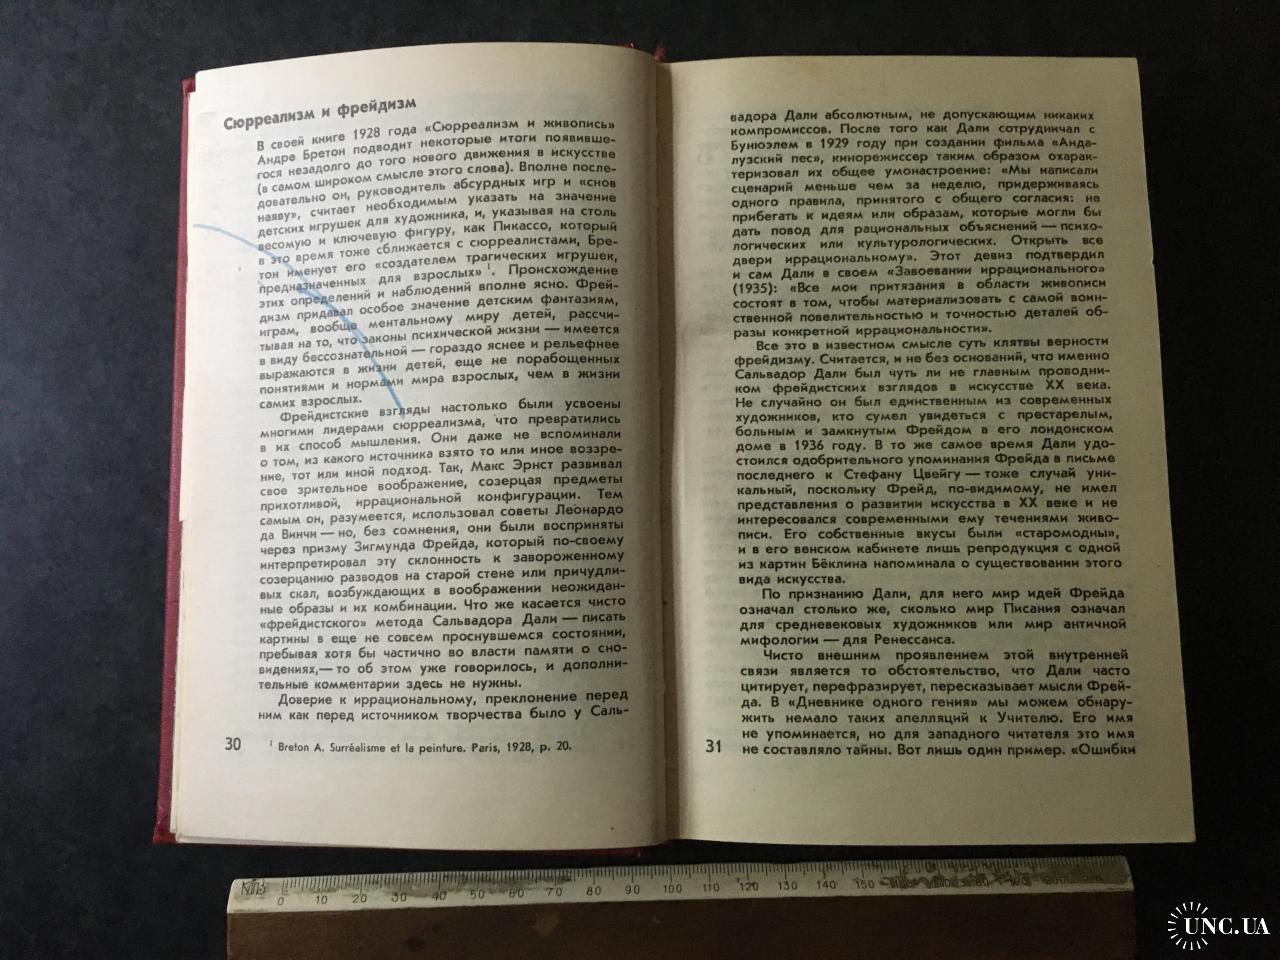 Сюрреализм и фрейдизм
В своей книге 1928 года «Сюрреализм и живопись»
Андре Бретон подводит некоторые итоги появивше-
гося незадолго до того нового движения в искусстве
(в самом широком смысле этого слова). Вполне после-
довательно он, руководитель абсурдных игр и «снов
наяву», считает необходимым указать на значение
детских игрушек для художника, и, указывая на столь
весомую и ключевую фигуру, как Пикассо, который
в это время тоже сближается с сюрреалистами, Бре-
тон именует его «создателем трагических игрушек,
предназначенных для взрослых» ¹. Происхождение
этих определений и наблюдений вполне ясно. Фрей-
дизм придавал особое значение детским фантазиям,
играм, вообще ментальному миру детей, рассчи-
тывая на то, что законы психической жизни — имеется
в виду бессознательной — гораздо яснее и рельефнее
выражаются в жизни детей, еще не порабощенных
понятиями и нормами мира взрослых, чем в жизни
самих взрослых.
Фрейдистские взгляды настолько были усвоены
многими лидерами сюрреализма, что превратились
в их способ мышления. Они даже не вспоминали
о том, из какого источника взято то или иное воззре-
ние, тот или иной подход. Так, Макс Эрнст развивал
свое зрительное воображение, созерцая предметы
прихотливой, иррациональной конфигурации. Тем
самым он, разумеется, использовал советы Леонардо
да Винчи — но, без сомнения, они были восприняты
через призму Зигмунда Фрейда, который по-своему
интерпретировал эту склонность к завороженному
созерцанию разводов на старой стене или причудли-
вых скал, возбуждающих в воображении неожидан-
ные образы и их комбинации. Что же касается чисто
«фрейдистского» метода Сальвадора Дали — писать
картины в еще не совсем проснувшемся состоянии,
пребывая хотя бы частично во власти памяти о сно-
видениях,— то об этом уже говорилось, и дополни-
тельные комментарии здесь не нужны.
Доверие к иррациональному, преклонение перед
ним как перед источником творчества было у Саль-
30
¹ Breton A. Surréalisme et la peinture. Paris, 1928, p. 20.
вадора Дали абсолютным, не допускающим никаких
компромиссов. После того как Дали сотрудничал с
Бунюэлем в 1929 году при создании фильма «Анда-
лузский пес», кинорежиссер таким образом охарак-
теризовал их общее умонастроение: «Мы написали
сценарий меньше чем за неделю, придерживаясь
одного правила, принятого с общего согласия: не
прибегать к идеям или образам, которые могли бы
дать повод для рациональных объяснений — психо-
логических или культурологических. Открыть все
двери иррациональному». Этот девиз подтвердил
и сам Дали в своем «Завоевании иррационального»
(1935): «Все мои притязания в области живописи
состоят в том, чтобы материализовать с самой воин-
ственной повелительностью и точностью деталей об-
разы конкретной иррациональности».
Все это в известном смысле суть клятвы верности
фрейдизму. Считается, и не без оснований, что именно
Сальвадор Дали был чуть ли не главным проводни-
ком фрейдистских взглядов в искусстве XX века.
Не случайно он был единственным из современных
художников, кто сумел увидеться с престарелым,
больным и замкнутым Фрейдом в его лондонском
доме в 1936 году. В то же самое время Дали удо-
стоился одобрительного упоминания Фрейда в письме
последнего к Стефану Цвейгу — тоже случай уни-
кальный, поскольку Фрейд, по-видимому, не имел
представления о развитии искусства в XX веке и не
интересовался современными ему течениями живо-
писи. Его собственные вкусы были «старомодны»,
и в его венском кабинете лишь репродукция с одной
из картин Бёклина напоминала о существовании этого
вида искусства.
По признанию Дали, для него мир идей Фрейда
означал столько же, сколько мир Писания означал
для средневековых художников или мир античной
мифологии — для Ренессанса.
Чисто внешним проявлением этой внутренней
связи является то обстоятельство, что Дали часто
цитирует, перефразирует, пересказывает мысли Фрей-
да. В «Дневнике одного гения» мы можем обнару-
жить немало таких апелляций к Учителю. Его имя
не упоминается, но для западного читателя это имя
не составляло тайны. Вот лишь один пример. «Ошибки
31
0 10 20 30 40 50 60 70 80 90 100 110 120 130 140 150
UNC.UA